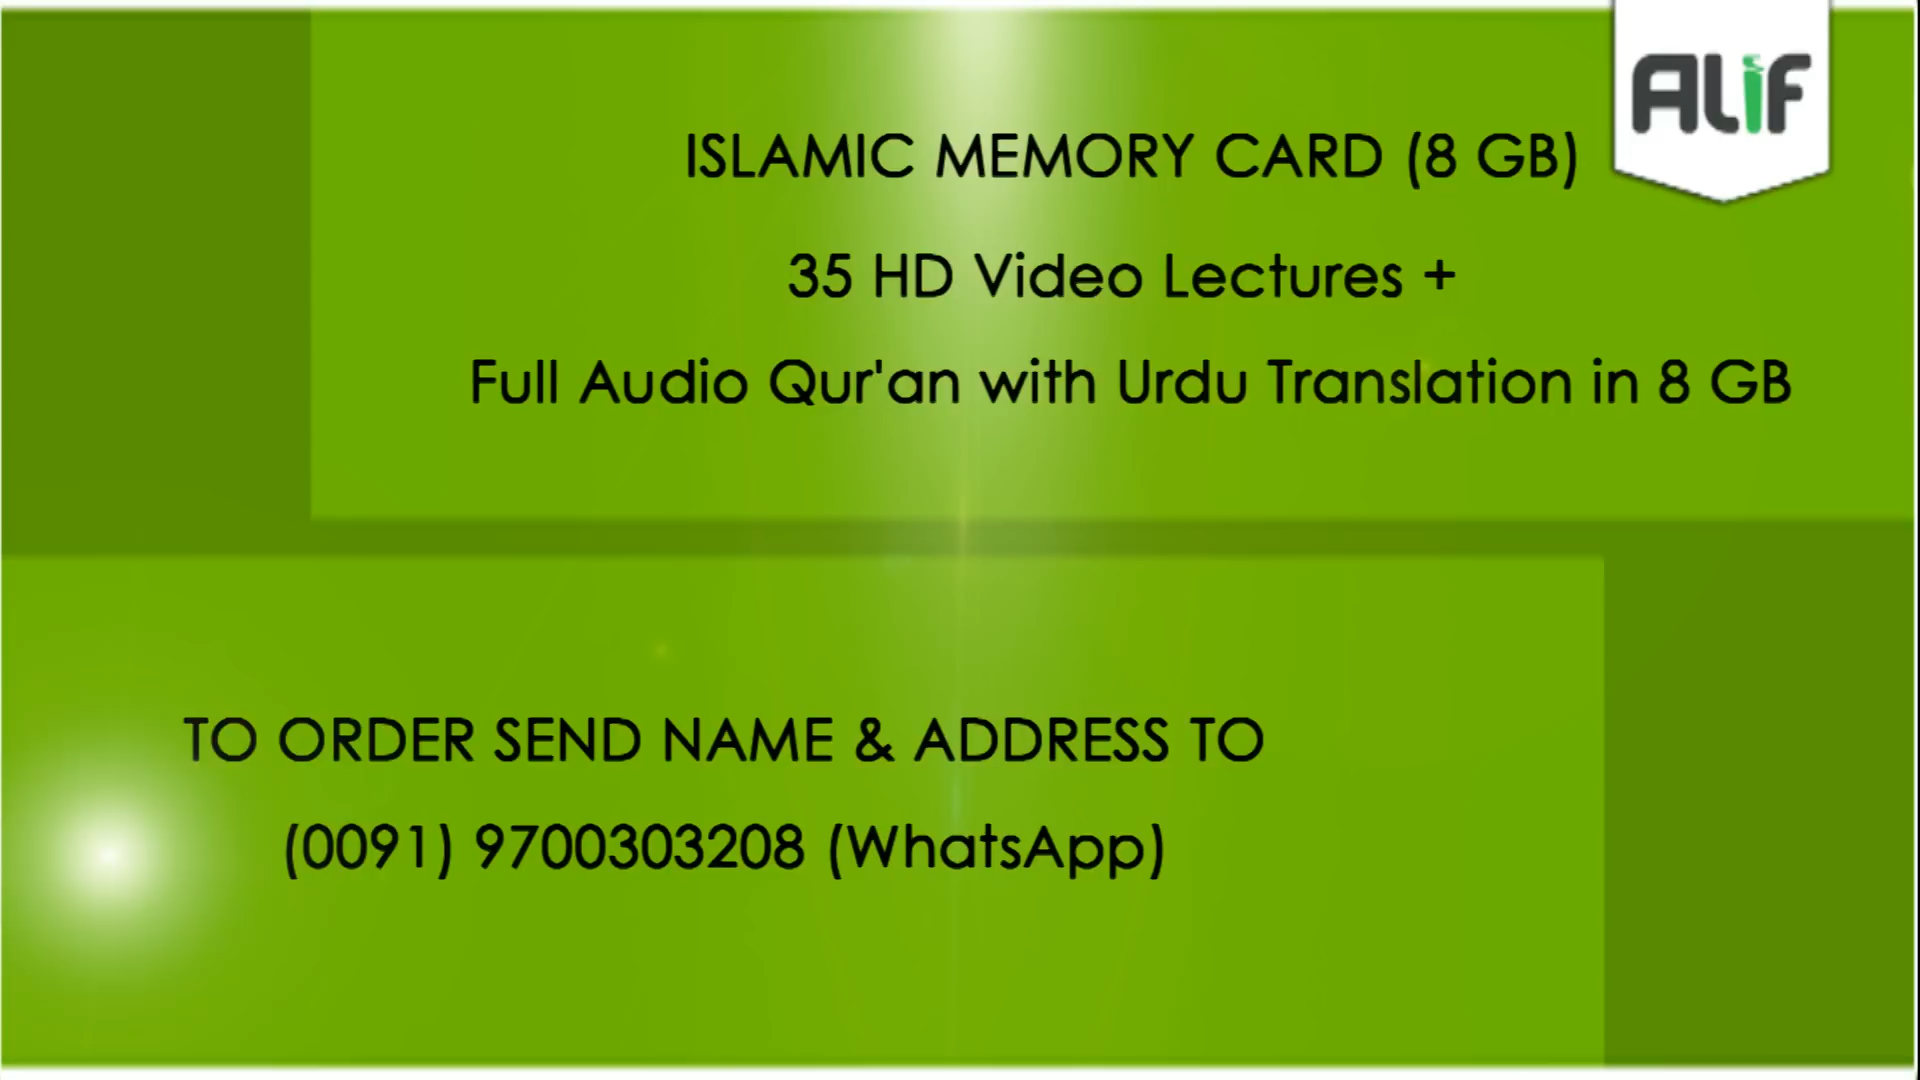 ALiF
ISLAMIC MEMORY CARD (8 GB)
35 HD Video Lectures +
Full Audio Qur'an with Urdu Translation in 8 GB
TO ORDER SEND NAME & ADDRESS TO
(0091) 9700303208 (WhatsApp)